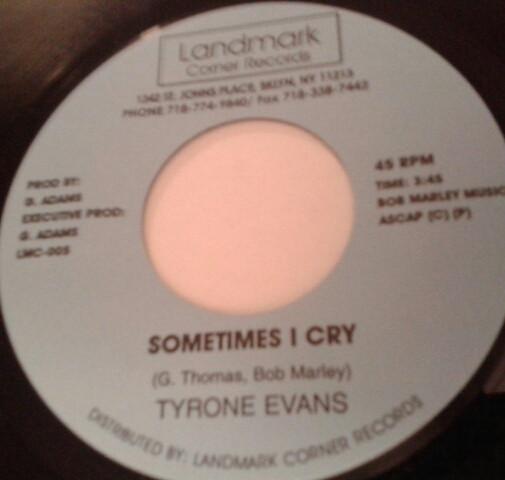 Landmark
Corner Records
1342 ST. JOHNS PLACE, BKLYN, NY 11213
PHONE 718-774-9840/ Fax 718-338-7443
PROD BY:
D. ADAMS
EXECUTIVE PROD:
G. ADAMS
LMC-005
45 RPM
TIME: 3:45
BOB MARLEY MUSIC
ASCAP (C) (P)
SOMETIMES I CRY
(G. Thomas, Bob Marley)
TYRONE EVANS
DISTRIBUTED BY: LANDMARK CORNER RECORDS